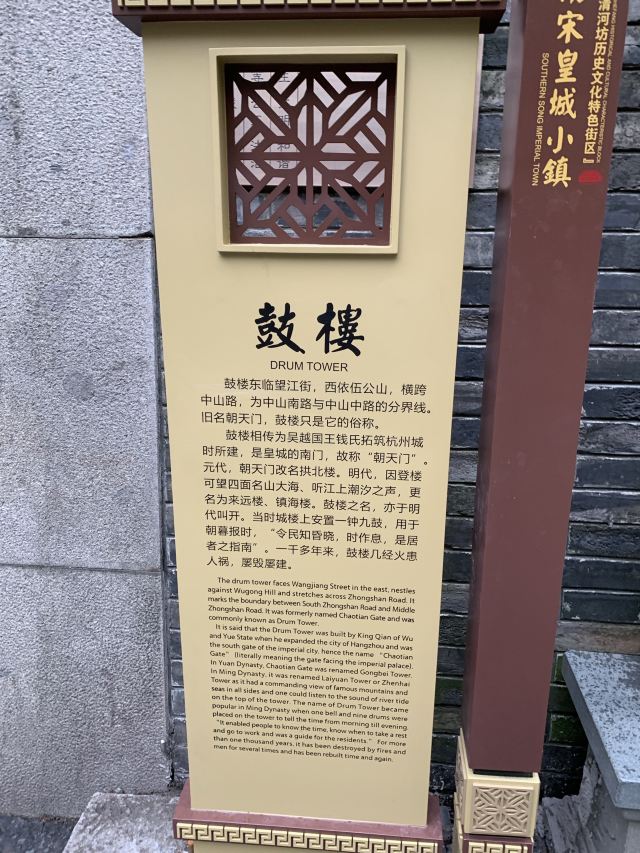 鼓楼
DRUM TOWER
鼓楼东临望江街，西依伍公山，横跨
中山路，为中山南路与中山中路的分界线。
旧名朝天门，鼓楼只是它的俗称。
鼓楼相传为吴越国王钱氏拓筑杭州城
时所建，是皇城的南门，故称“朝天门”。
元代，朝天门改名拱北楼。明代，因登楼
可望四面名山大海、听江上潮汐之声，更
名为来远楼、镇海楼。鼓楼之名，亦于明
代叫开。当时城楼上安置一钟九鼓，用于
朝暮报时，“令民知昏晓，时作息，是居
者之指南”。一千多年来，鼓楼几经火患
人祸，屡毁屡建。
The drum tower faces Wangjiang Street in the east, nestles
against Wugong Hill and stretches across Zhongshan Road. It
marks the boundary between South Zhongshan Road and Middle
Zhongshan Road. It was formerly named Chaotian Gate and was
commonly known as Drum Tower.
It is said that the Drum Tower was built by King Qian of Wu
and Yue State when he expanded the city of Hangzhou and was
the south gate of the imperial city, hence the name “Chaotian
Gate” (literally meaning the gate facing the imperial palace).
In Yuan Dynasty, Chaotian Gate was renamed Gongbei Tower.
In Ming Dynasty, it was renamed Laiyuan Tower or Zhenhai
Tower as it had a commanding view of famous mountains and
seas in all sides and one could listen to the sound of river tide
on the top of the tower. The name of Drum Tower became
popular in Ming Dynasty when one bell and nine drums were
placed on the tower to tell the time from morning till evening.
“It enabled people to know the time, know when to take a rest
and go to work and was a guide for the residents.” For more
than one thousand years, it has been destroyed by fires and
men for several times and has been rebuilt time and again.
宋皇城小鎮
SOUTHERN SONG IMPERIAL TOWN
清河坊历史文化特色街区』
HISTORICAL AND CULTURAL CHARACTERISTIC BLOCK